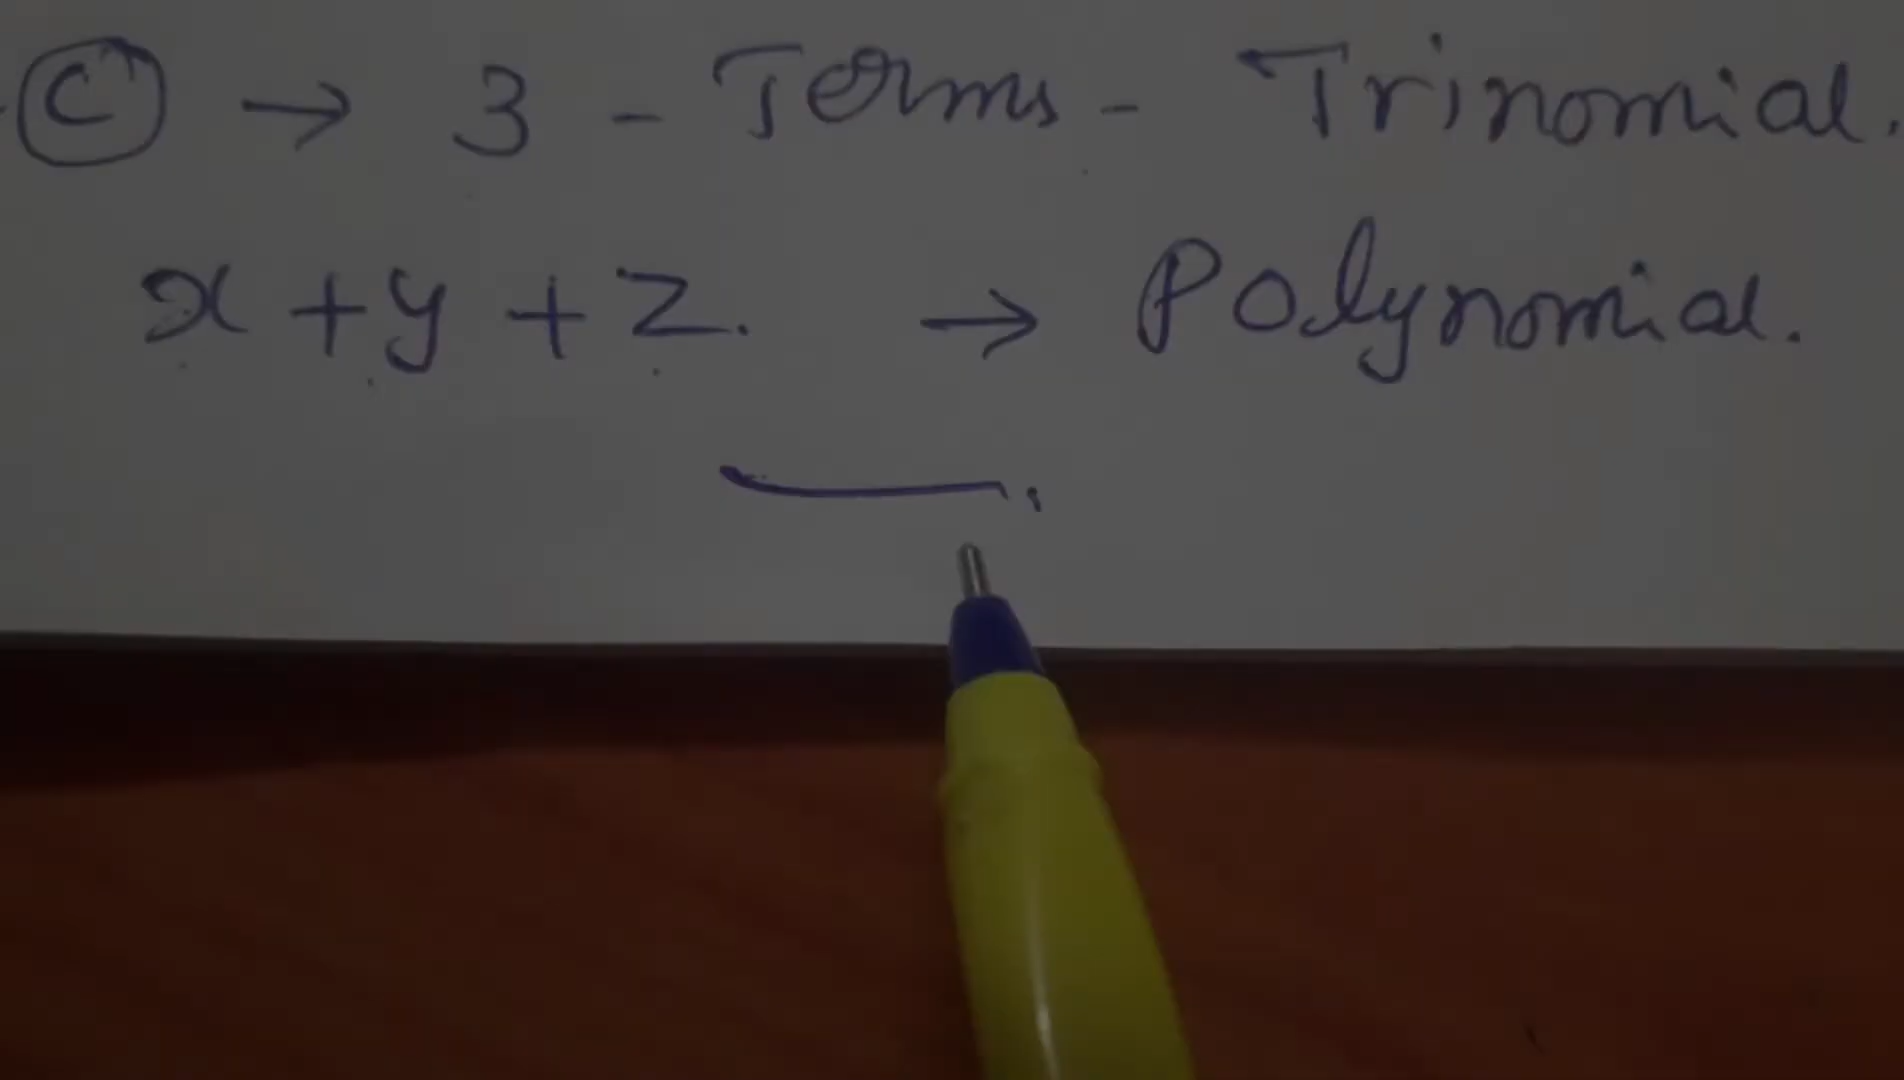 C → 3 - Terms - Trinomial.
x + y + z. → Polynomial.